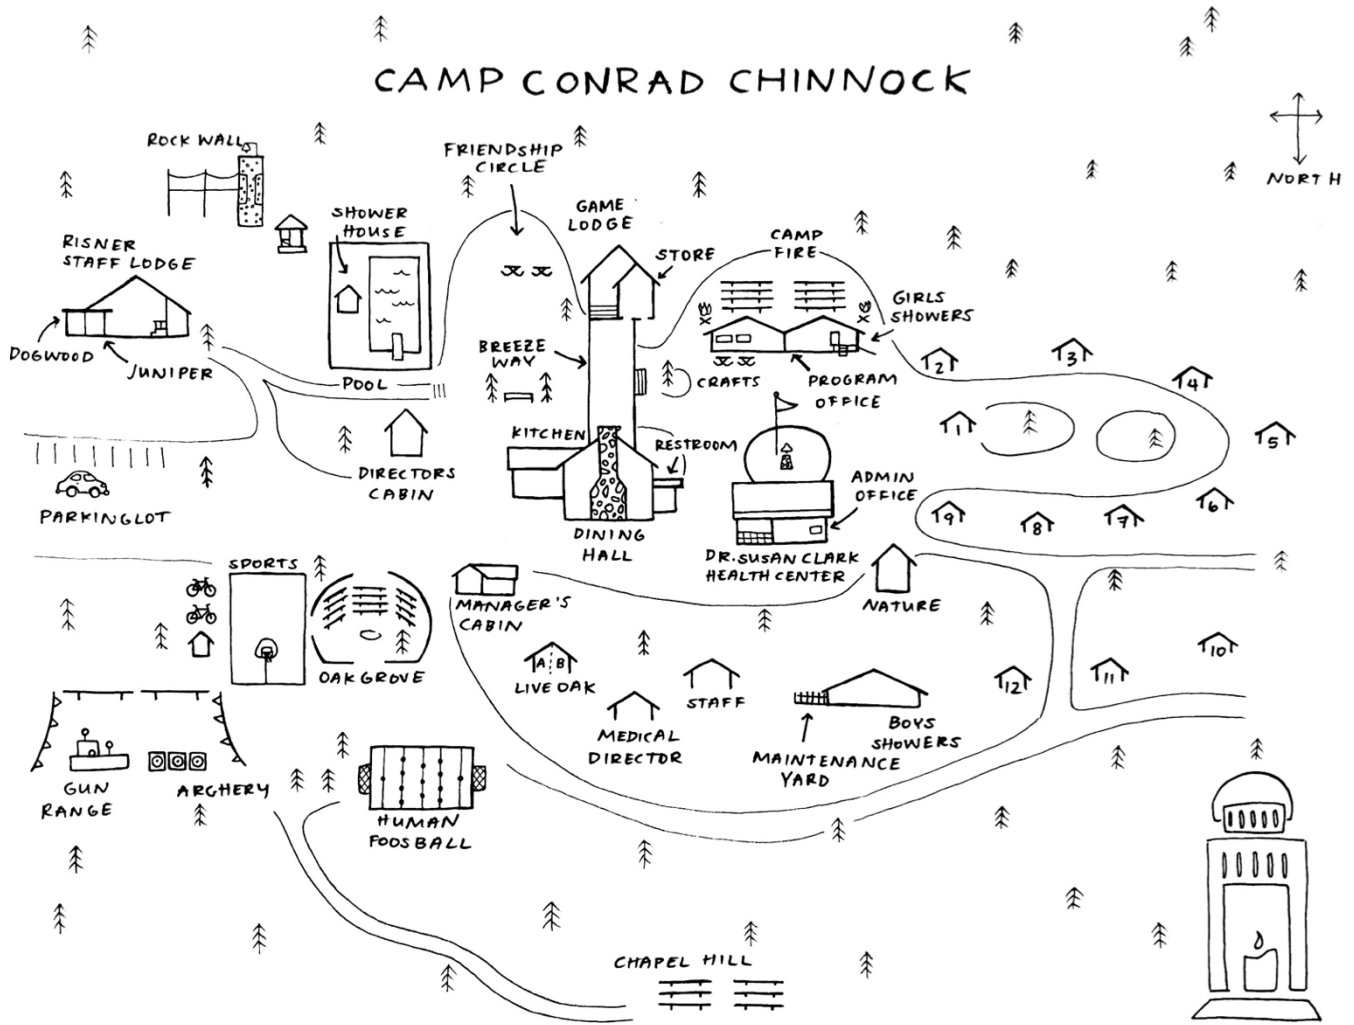 CAMP CONRAD CHINNOCK
NORTH
ROCK WALL
FRIENDSHIP
CIRCLE
SHOWER
HOUSE
GAME
LODGE
STORE
CAMP
FIRE
RISNER
STAFF LODGE
GIRLS
SHOWERS
DOGWOOD
JUNIPER
POOL
BREEZE
WAY
CRAFTS
PROGRAM
OFFICE
2
3
4
1
5
KITCHEN
RESTROOM
DIRECTORS
CABIN
ADMIN
OFFICE
PARKINGLOT
DINING
HALL
DR. SUSAN CLARK
HEALTH CENTER
9
8
7
6
SPORTS
MANAGER'S
CABIN
NATURE
OAK GROVE
A B
LIVE OAK
STAFF
MEDICAL
DIRECTOR
MAINTENANCE
YARD
BOYS
SHOWERS
12
11
10
GUN
RANGE
ARCHERY
HUMAN
FOOSBALL
CHAPEL HILL